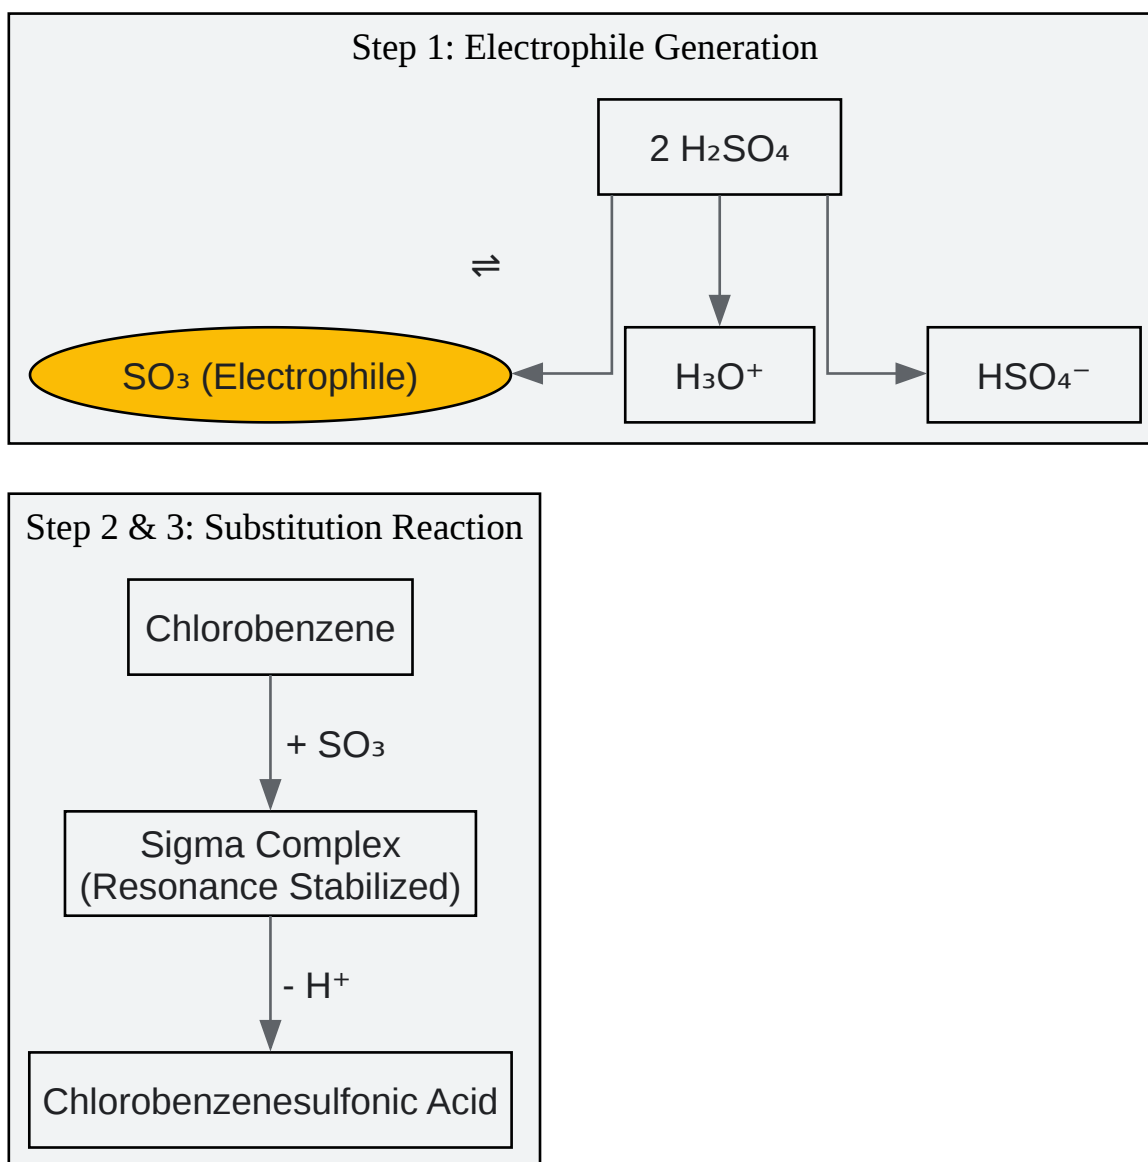 Step 1: Electrophile Generation
2 H₂SO₄
⇌
SO₃ (Electrophile)
H₃O⁺
HSO₄⁻
Step 2 & 3: Substitution Reaction
Chlorobenzene
+ SO₃
Sigma Complex
(Resonance Stabilized)
- H⁺
Chlorobenzenesulfonic Acid